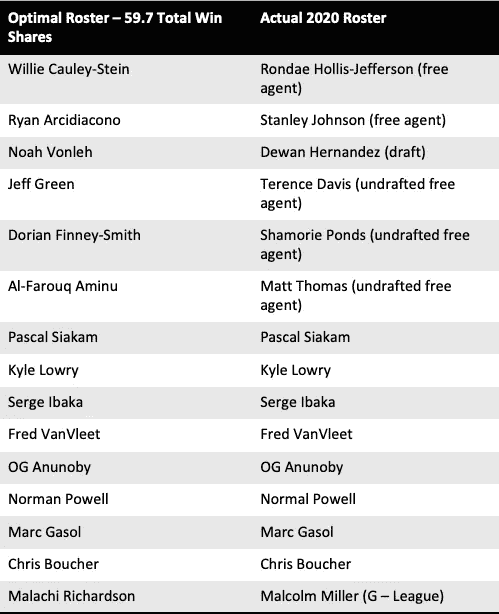 Optimal Roster – 59.7 Total Win Actual 2020 Roster
Shares
Willie Cauley-Stein Rondae Hollis-Jefferson (free
agent)
Ryan Arcidiacono Stanley Johnson (free agent)
Noah Vonleh Dewan Hernandez (draft)
Jeff Green Terence Davis (undrafted free
agent)
Dorian Finney-Smith Shamorie Ponds (undrafted free
agent)
Al-Farouq Aminu Matt Thomas (undrafted free
agent)
Pascal Siakam Pascal Siakam
Kyle Lowry Kyle Lowry
Serge Ibaka Serge Ibaka
Fred VanVleet Fred VanVleet
OG Anunoby OG Anunoby
Norman Powell Normal Powell
Marc Gasol Marc Gasol
Chris Boucher Chris Boucher
Malachi Richardson Malcolm Miller (G – League)